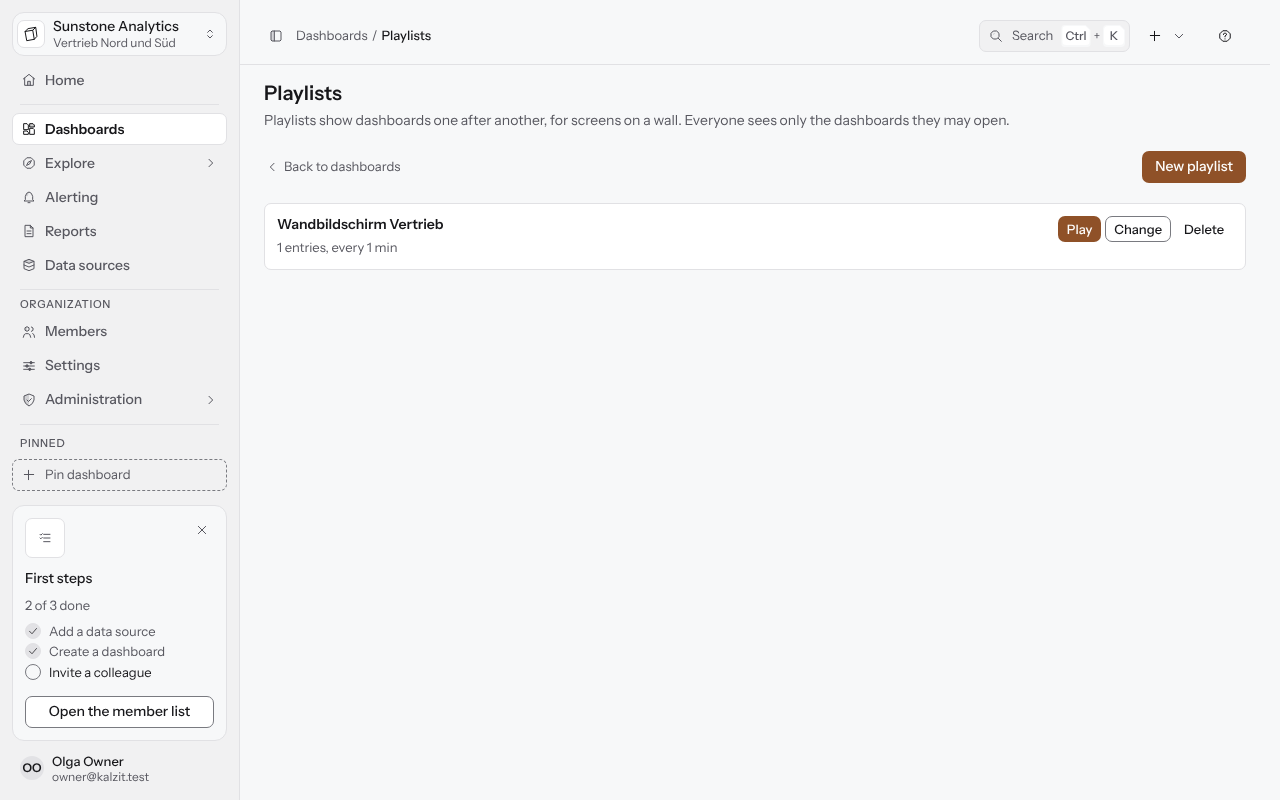 Sunstone Analytics
Vertrieb Nord und Süd
Home
Dashboards
Explore
Alerting
Reports
Data sources
ORGANIZATION
Members
Settings
Administration
PINNED
Pin dashboard
First steps
2 of 3 done
Add a data source
Create a dashboard
Invite a colleague
Open the member list
OO
Olga Owner
owner@kalzit.test
Dashboards / Playlists
Search Ctrl + K
Playlists
Playlists show dashboards one after another, for screens on a wall. Everyone sees only the dashboards they may open.
Back to dashboards
New playlist
Wandbildschirm Vertrieb
1 entries, every 1 min
Play
Change
Delete